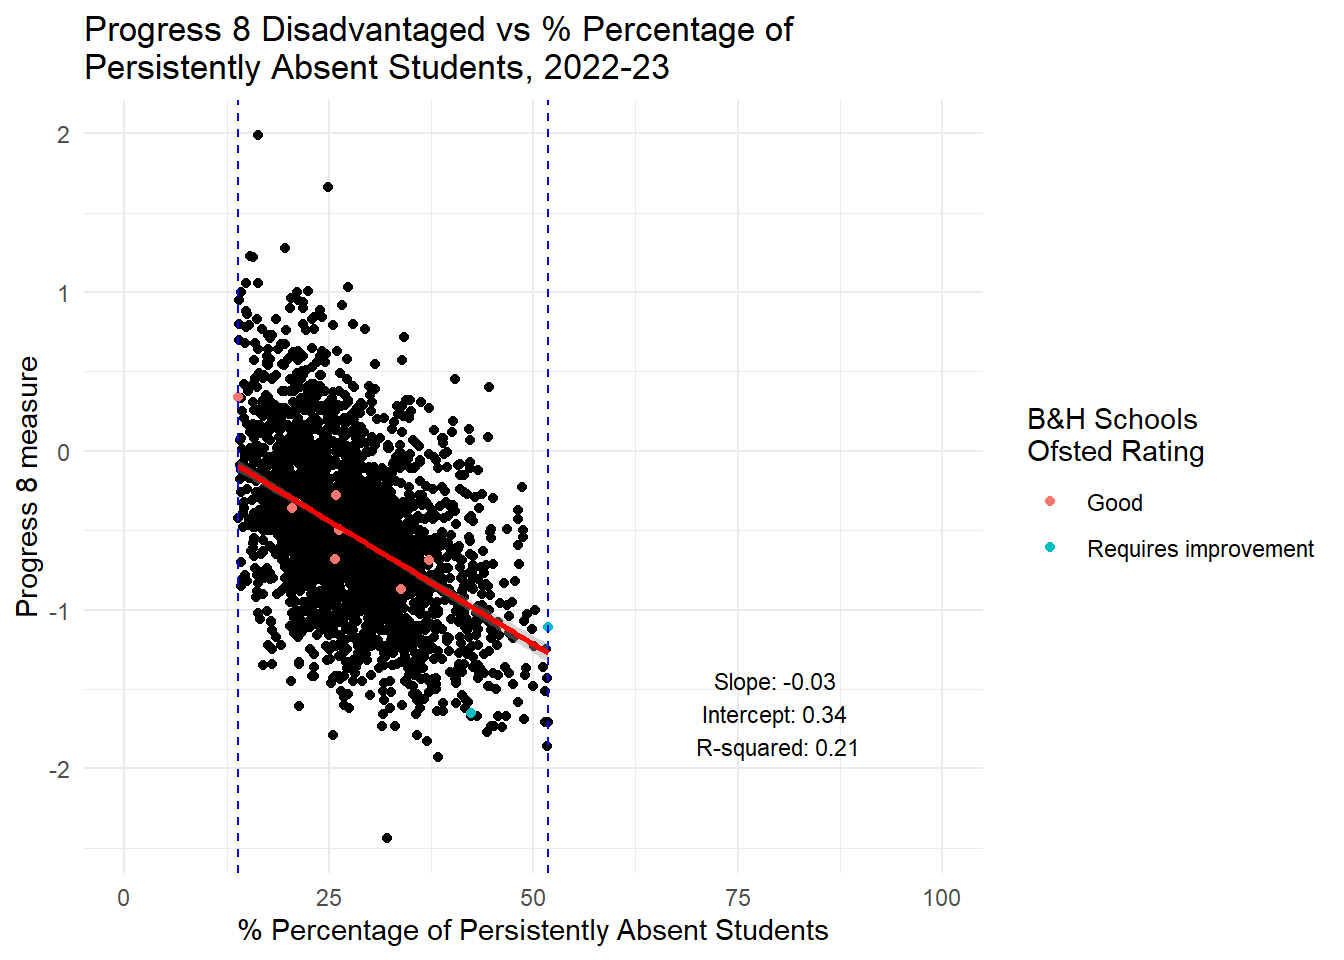 Progress 8 Disadvantaged vs % Percentage of
Persistently Absent Students, 2022-23
Progress 8 measure
2
1
0
-1
-2
Slope: -0.03
Intercept: 0.34
R-squared: 0.21
0 25 50 75 100
% Percentage of Persistently Absent Students
B&H Schools
Ofsted Rating
Good
Requires improvement